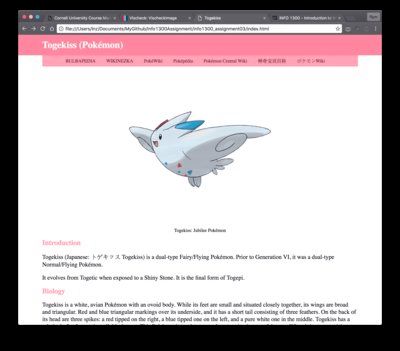 Cornell University Course M
Vischeck: VischeckImage
Togekiss
INFO 1300 - Introduction to
file:///Users/lnz/Documents/MyGithub/info1300Assignment/info1300_assignment03/index.html
Togekiss (Pokémon)
BULBAPEDIA WIKINEZKA PokéWiki Poképédia Pokémon Central Wiki 神奇宝贝百科 ポケモンWiki
Togekiss: Jubilee Pokémon
Introduction
Togekiss (Japanese: トゲキッス Togekiss) is a dual-type Fairy/Flying Pokémon. Prior to Generation VI, it was a dual-type
Normal/Flying Pokémon.
It evolves from Togetic when exposed to a Shiny Stone. It is the final form of Togepi.
Biology
Togekiss is a white, avian Pokémon with an ovoid body. While its feet are small and situated closely together, its wings are broad
and triangular. Red and blue triangular markings cover its underside, and it has a short tail consisting of three feathers. On the back of
its head are three spikes: a red tipped on the right, a blue tipped one on the left, and a pure white one in the middle. Togekiss has a